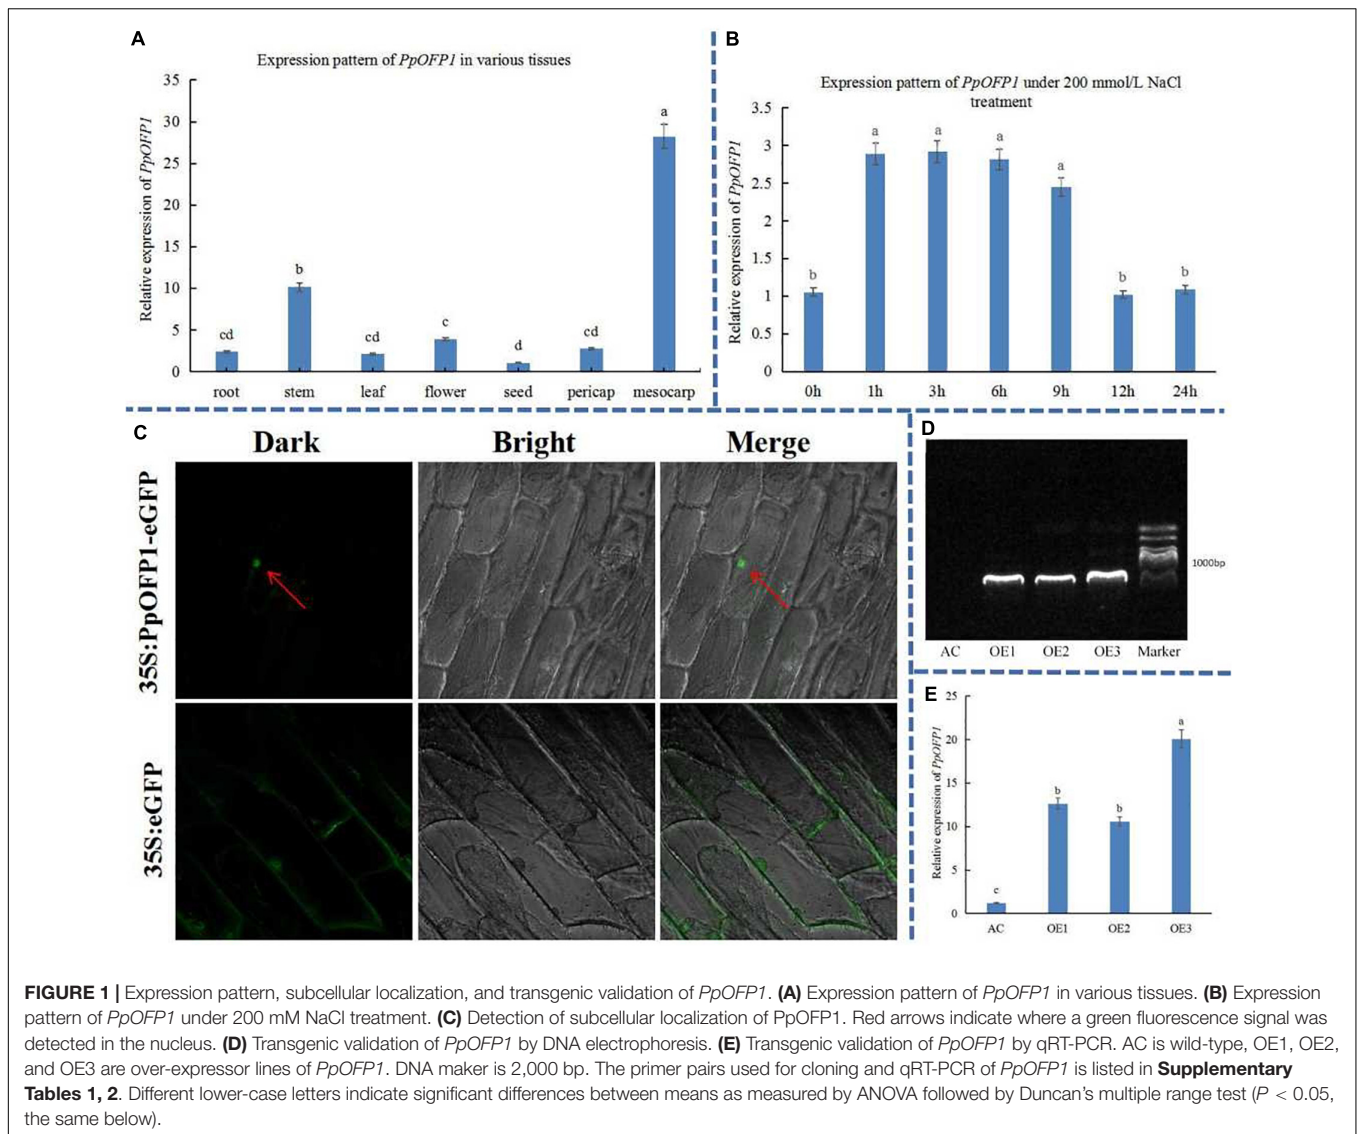 A
Expression pattern of PpOFP1 in various tissues
Relative expression of PpOFP1
35
30
25
20
15
10
5
0
cd
b
cd
c
d
cd
a
root stem leaf flower seed pericap mesocarp
B
Expression pattern of PpOFP1 under 200 mmol/L NaCl
treatment
Relative expression of PpOFP1
3.5
3
2.5
2
1.5
1
0.5
0
b
a
a
a
a
b
b
0h 1h 3h 6h 9h 12h 24h
C
Dark Bright Merge
35S:PpOFP1-eGFP
35S:eGFP
D
1000bp
AC OE1 OE2 OE3 Marker
E
Relative expression of PpOFP1
25
20
15
10
5
0
c
b
b
a
AC OE1 OE2 OE3
FIGURE 1 | Expression pattern, subcellular localization, and transgenic validation of PpOFP1. (A) Expression pattern of PpOFP1 in various tissues. (B) Expression
pattern of PpOFP1 under 200 mM NaCl treatment. (C) Detection of subcellular localization of PpOFP1. Red arrows indicate where a green fluorescence signal was
detected in the nucleus. (D) Transgenic validation of PpOFP1 by DNA electrophoresis. (E) Transgenic validation of PpOFP1 by qRT-PCR. AC is wild-type, OE1, OE2,
and OE3 are over-expressor lines of PpOFP1. DNA maker is 2,000 bp. The primer pairs used for cloning and qRT-PCR of PpOFP1 is listed in Supplementary
Tables 1, 2. Different lower-case letters indicate significant differences between means as measured by ANOVA followed by Duncan's multiple range test (P < 0.05,
the same below).